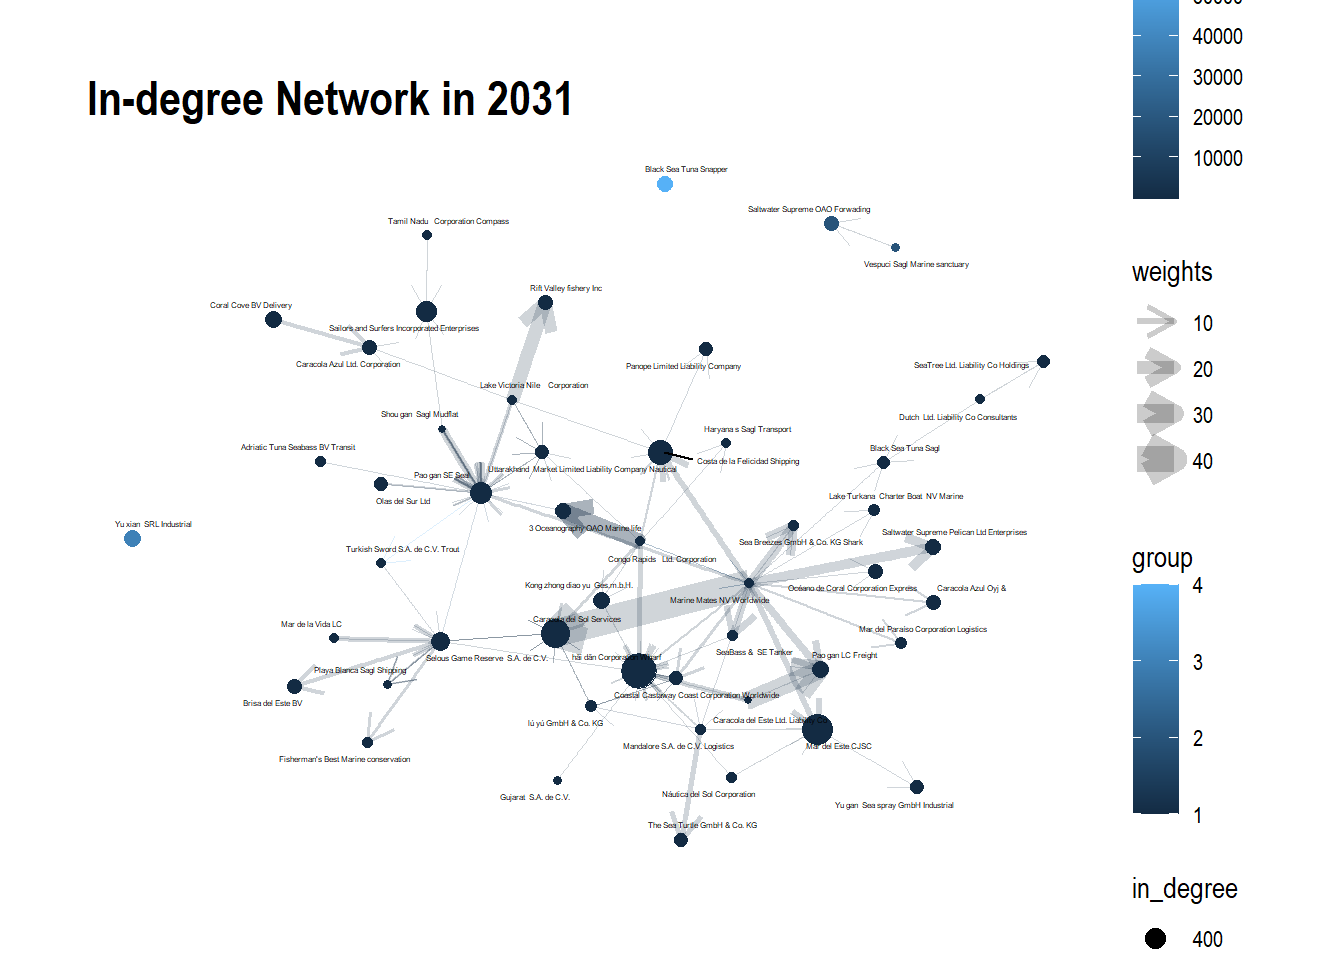 In-degree Network in 2031
40000
30000
20000
10000
Black Sea Tuna Snapper
Saltwater Supreme OAO Forwading
Tamil Nadu Corporation Compass
Vespuci Sagl Marine sanctuary
weights
Rift Valley fishery Inc
Coral Cove BV Delivery
10
Sailors and Surfers Incorporated Enterprises
Caracola Azul Ltd. Corporation
Panope Limited Liability Company
SeaTree Ltd. Liability Co Holdings
20
Lake Victoria Nile Corporation
Shou gan Sagl Mudflat
Dutch Ltd. Liability Co Consultants
30
Haryana s Sagl Transport
Adriatic Tuna Seabass BV Transit
Black Sea Tuna Sagl
Costa de la Felicidad Shipping
40
Uttarakhand Market Limited Liability Company Nautical
Pao gan SE Seal
Olas del Sur Ltd
Lake Turkana Charter Boat NV Marine
Yu xian SRL Industrial
3 Oceanography OAO Marine life
Saltwater Supreme Pelican Ltd Enterprises
Sea Breezes GmbH & Co. KG Shark
Turkish Sword S.A. de C.V. Trout
Congo Rapids Ltd. Corporation
group
Kong zhong diao yu Ges.m.b.H.
Océano de Coral Corporation Express
Caracola Azul Oyj &
4
Marine Mates NV Worldwide
Caracola del Sol Services
Mar de la Vida LC
Mar del Paraíso Corporation Logistics
SeaBass & SE Tanker
Selous Game Reserve S.A. de C.V.
hǎi dǎn Corporation Wharf
Pao gan LC Freight
3
Playa Blanca Sagl Shipping
Coastal Castaway Coast Corporation Worldwide
Brisa del Este BV
Iú yú GmbH & Co. KG
Caracola del Este Ltd. Liability Co
2
Mandalore S.A. de C.V. Logistics
Mar del Este CJSC
Fisherman's Best Marine conservation
Gujarat S.A. de C.V.
Náutica del Sol Corporation
Yu gan Sea spray GmbH Industrial
1
The Sea Turtle GmbH & Co. KG
in_degree
400